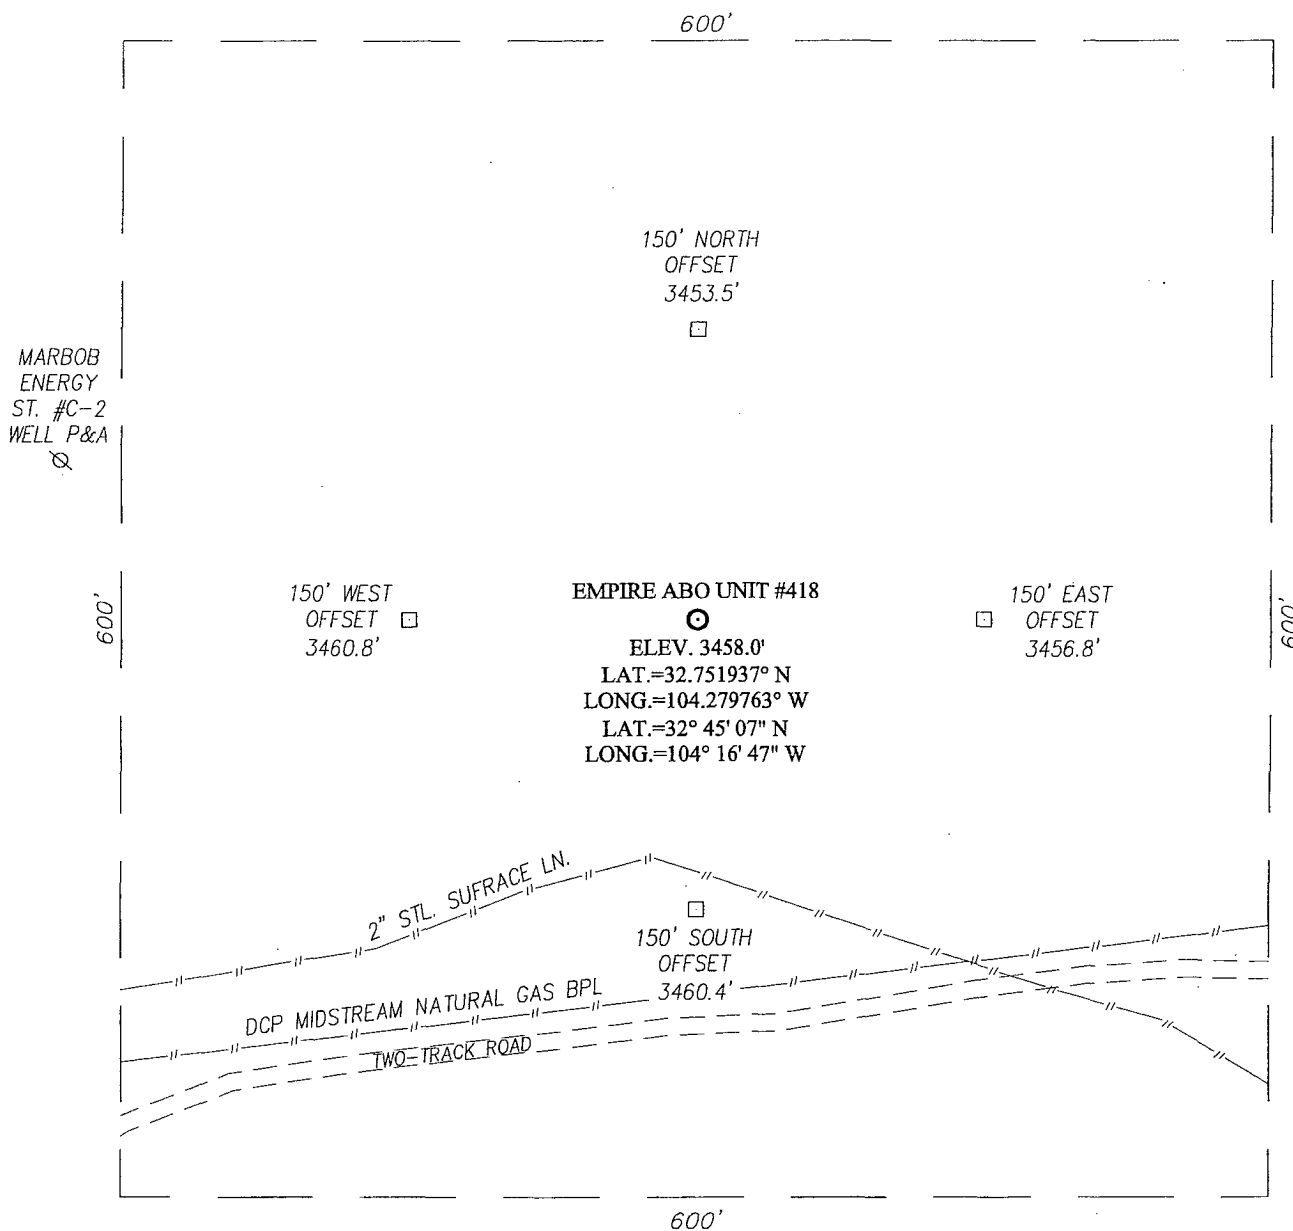 600'
150' NORTH
OFFSET
3453.5'
MARBOB
ENERGY
ST. #C-2
WELL P&A
600'
150' WEST
OFFSET
3460.8'
EMPIRE ABO UNIT #418
ELEV. 3458.0'
LAT.=32.751937° N
LONG.=104.279763° W
LAT.=32° 45' 07" N
LONG.=104° 16' 47" W
150' EAST
OFFSET
3456.8'
600'
2" STL. SUFRACE LN.
150' SOUTH
OFFSET
3460.4'
DCP MIDSTREAM NATURAL GAS BPL
TWO-TRACK ROAD
600'